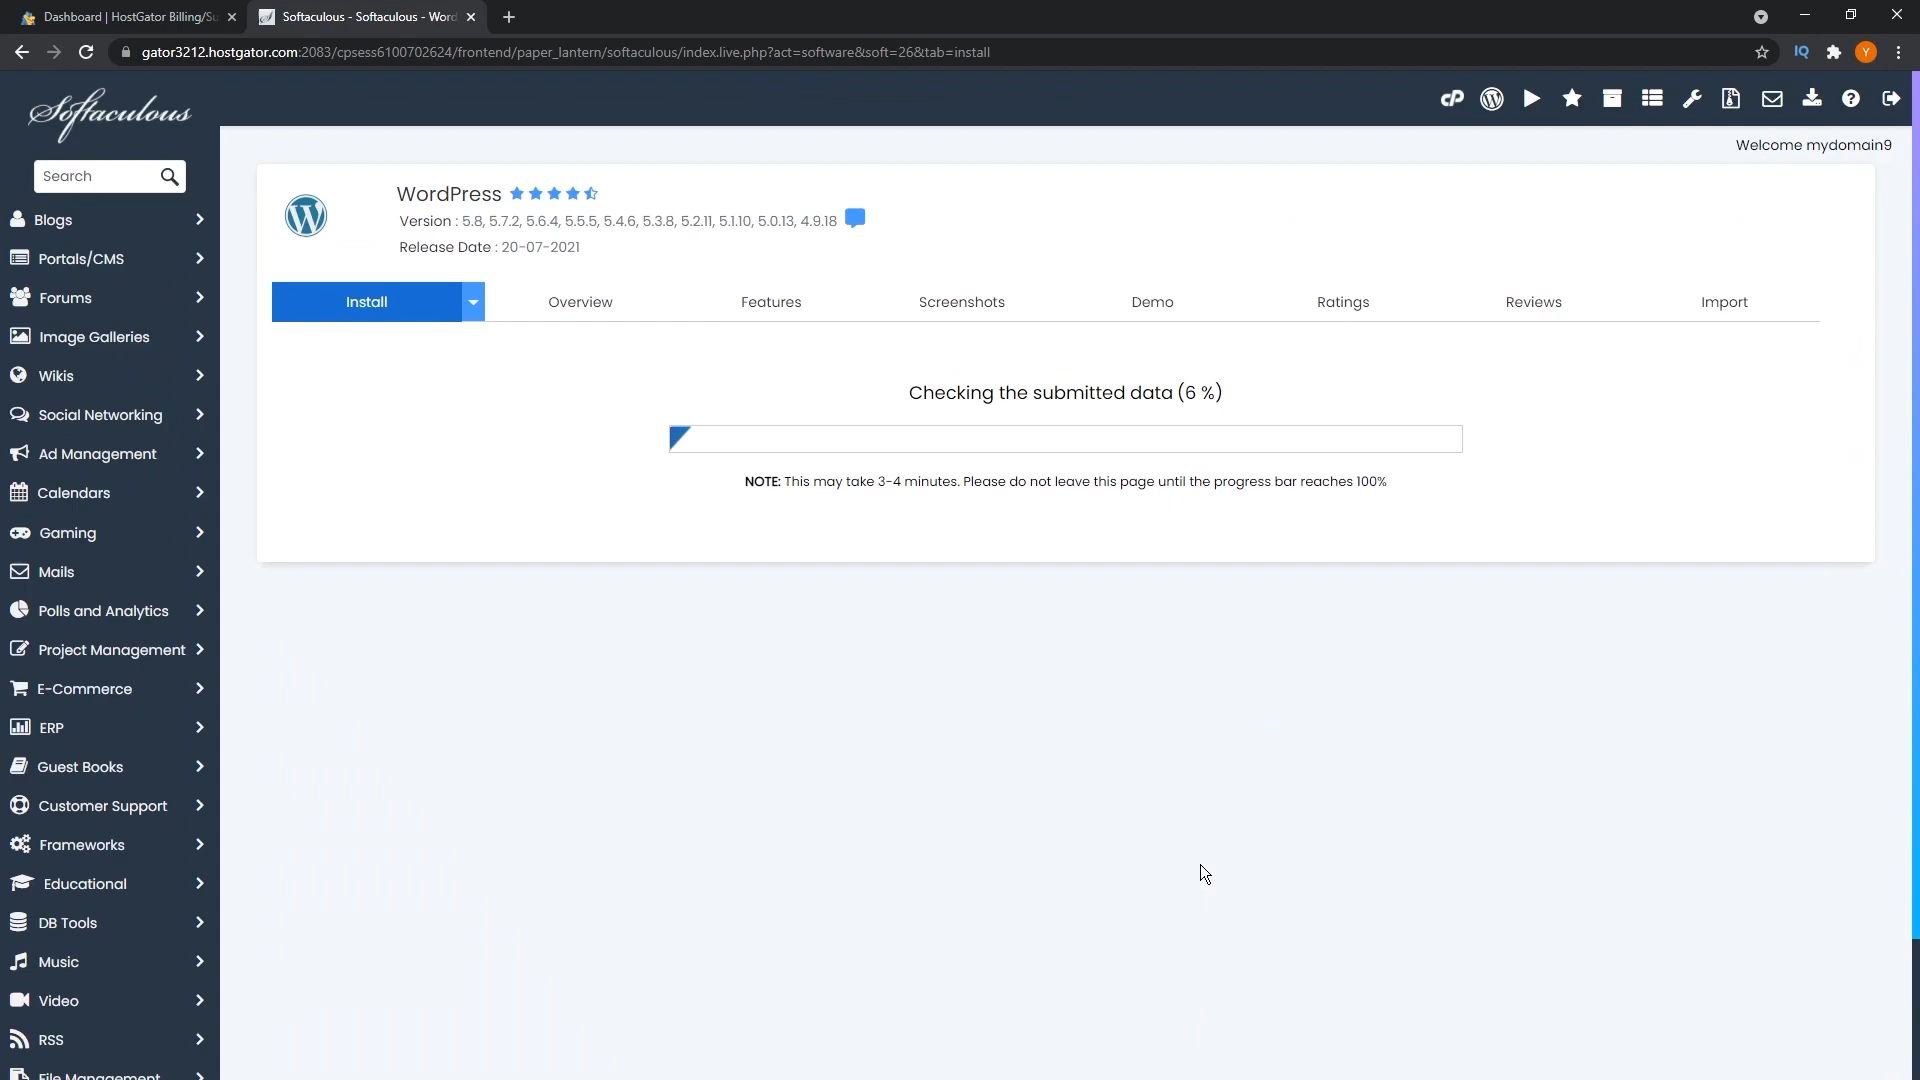 Dashboard | HostGator Billing/Su
Softaculous - Softaculous - Word
gator3212.hostgator.com:2083/cpsess6100702624/frontend/paper_lantern/softaculous/index.live.php?act=software&soft=26&tab=install
IQ
Y
Softaculous
cP
Welcome mydomain9
Search
WordPress
Version : 5.8, 5.7.2, 5.6.4, 5.5.5, 5.4.6, 5.3.8, 5.2.11, 5.1.10, 5.0.13, 4.9.18
Release Date : 20-07-2021
Install
Overview
Features
Screenshots
Demo
Ratings
Reviews
Import
Checking the submitted data (6 %)
NOTE: This may take 3-4 minutes. Please do not leave this page until the progress bar reaches 100%
Blogs
Portals/CMS
Forums
Image Galleries
Wikis
Social Networking
Ad Management
Calendars
Gaming
Mails
Polls and Analytics
Project Management
E-Commerce
ERP
Guest Books
Customer Support
Frameworks
Educational
DB Tools
Music
Video
RSS
File Management